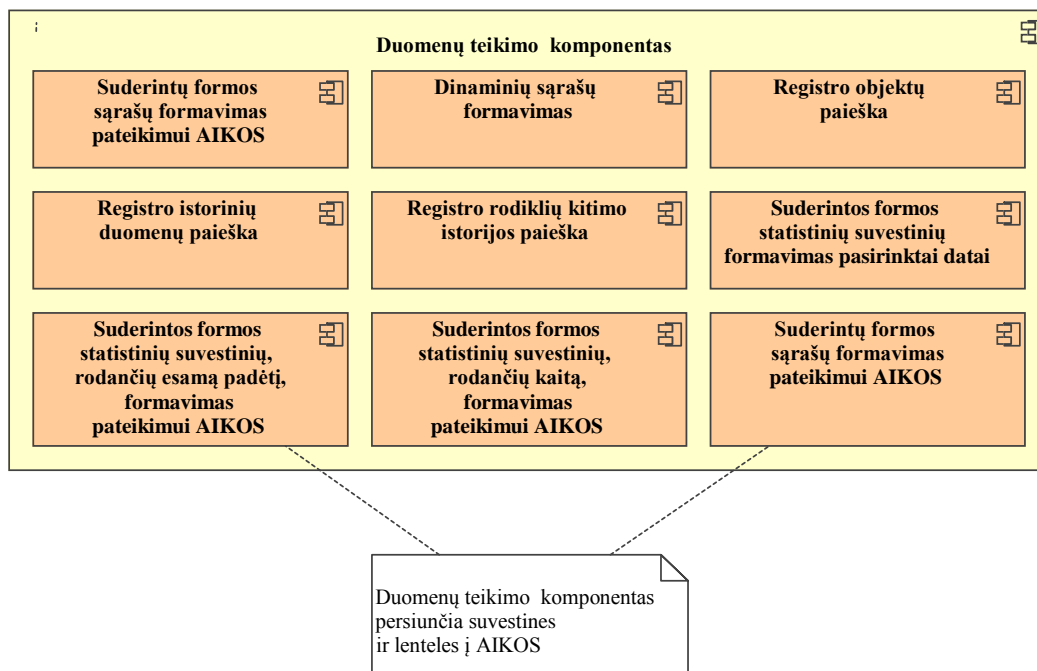 Duomenų teikimo komponentas
Suderintų formos
sąrašų formavimas
pateikimui AIKOS
Dinaminių sąrašų
formavimas
Registro objektų
paieška
Registro istorinių
duomenų paieška
Registro rodiklių kitimo
istorijos paieška
Suderintos formos
statistinių suvestinių
formavimas pasirinktai datai
Suderintos formos
statistinių suvestinių,
rodančių esamą padėtį,
formavimas
pateikimui AIKOS
Suderintos formos
statistinių suvestinių,
rodančių kaitą,
formavimas
pateikimui AIKOS
Suderintų formos
sąrašų formavimas
pateikimui AIKOS
Duomenų teikimo komponentas
persiunčia suvestines
ir lenteles į AIKOS